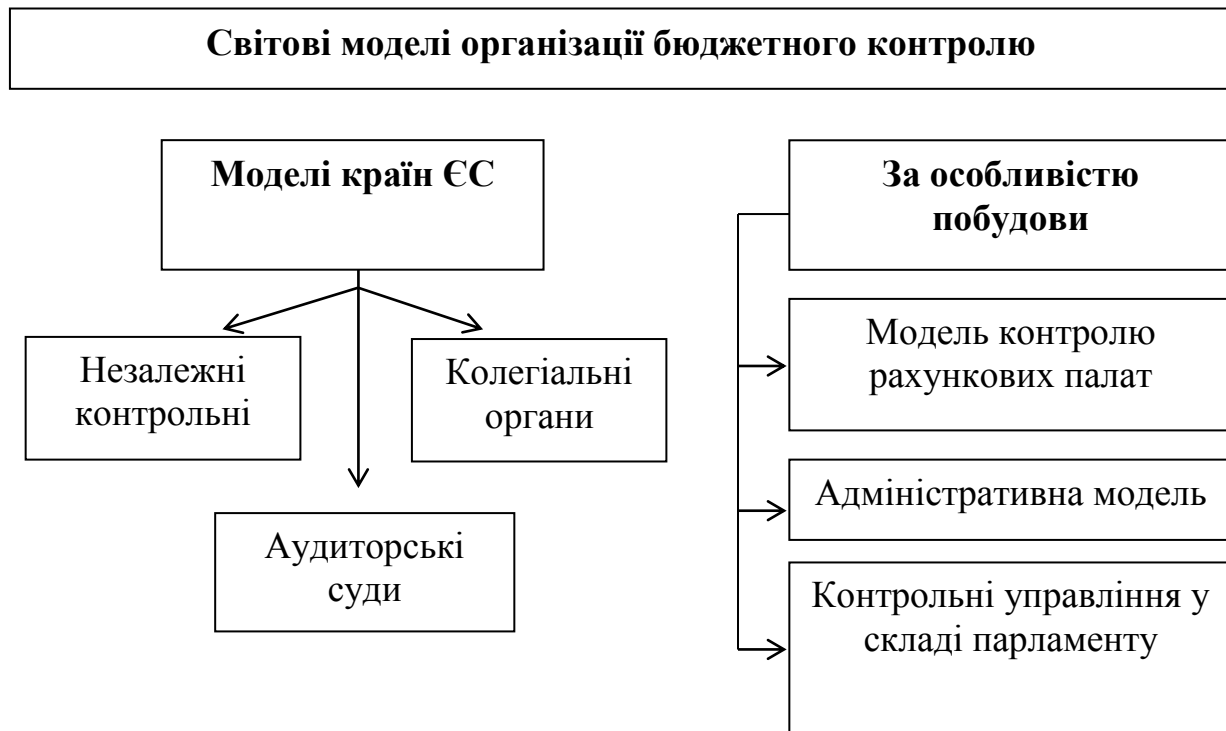 Світові моделі організації бюджетного контролю
Моделі країн ЄС
Незалежні
контрольні
Колегіальні
органи
Аудиторські
суди
За особливістю
побудови
Модель контролю
рахункових палат
Адміністративна модель
Контрольні управління у
складі парламенту